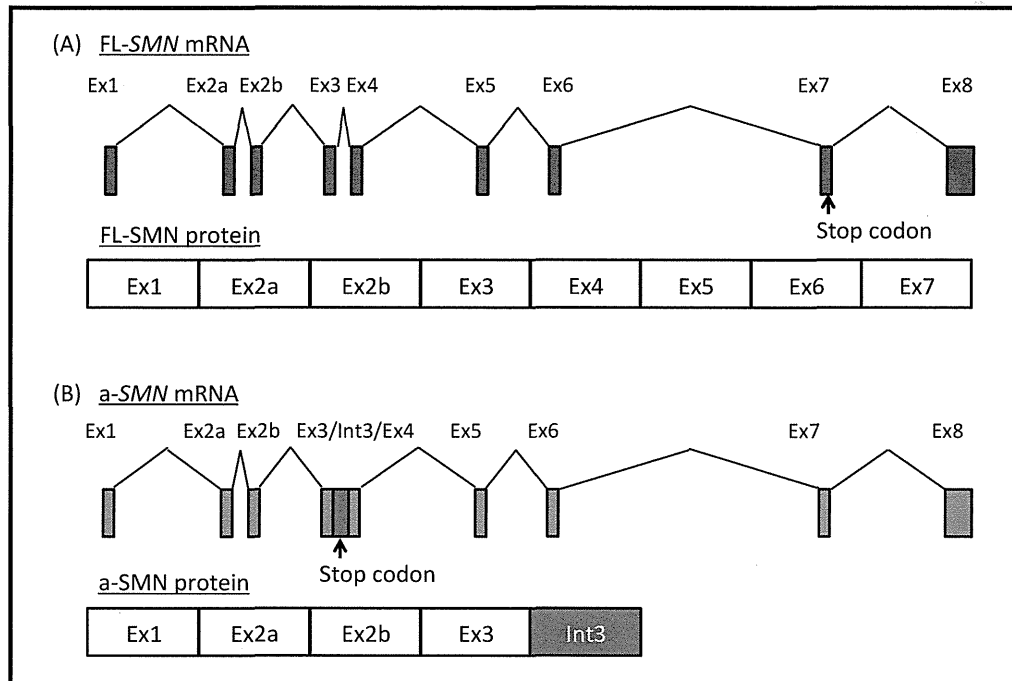 (A) FL-SMN mRNA
Ex1 Ex2a Ex2b Ex3 Ex4 Ex5 Ex6 Ex7 Ex8
Stop codon
FL-SMN protein
Ex1 Ex2a Ex2b Ex3 Ex4 Ex5 Ex6 Ex7
(B) a-SMN mRNA
Ex1 Ex2a Ex2b Ex3/Int3/Ex4 Ex5 Ex6 Ex7 Ex8
Stop codon
a-SMN protein
Ex1 Ex2a Ex2b Ex3 Int3